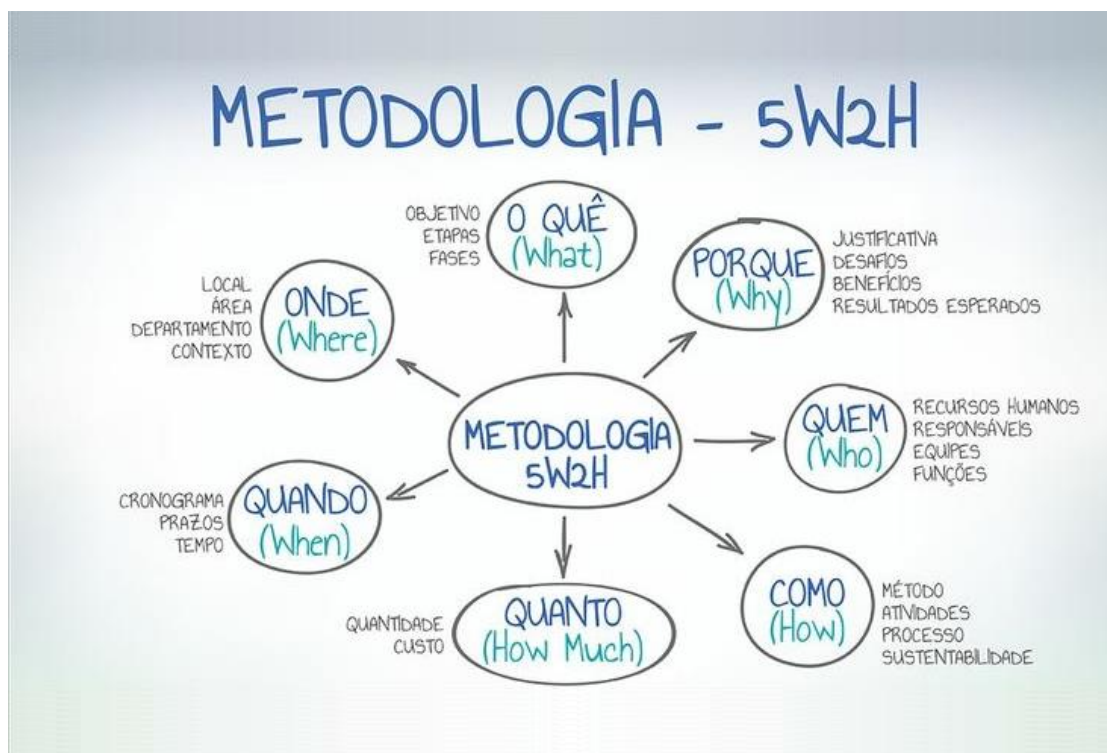 METODOLOGIA - 5W2H
OBJETIVO
ETAPAS
FASES
O QUÊ
(What)
PORQUE
(Why)
JUSTIFICATIVA
DESAFIOS
BENEFÍCIOS
RESULTADOS ESPERADOS
LOCAL
ÁREA
DEPARTAMENTO
CONTEXTO
ONDE
(Where)
METODOLOGIA
5W2H
QUEM
(Who)
RECURSOS HUMANOS
RESPONSÁVEIS
EQUIPES
FUNÇÕES
CRONOGRAMA
PRAZOS
TEMPO
QUANDO
(When)
QUANTIDADE
CUSTO
QUANTO
(How Much)
COMO
(How)
MÉTODO
ATIVIDADES
PROCESSO
SUSTENTABILIDADE